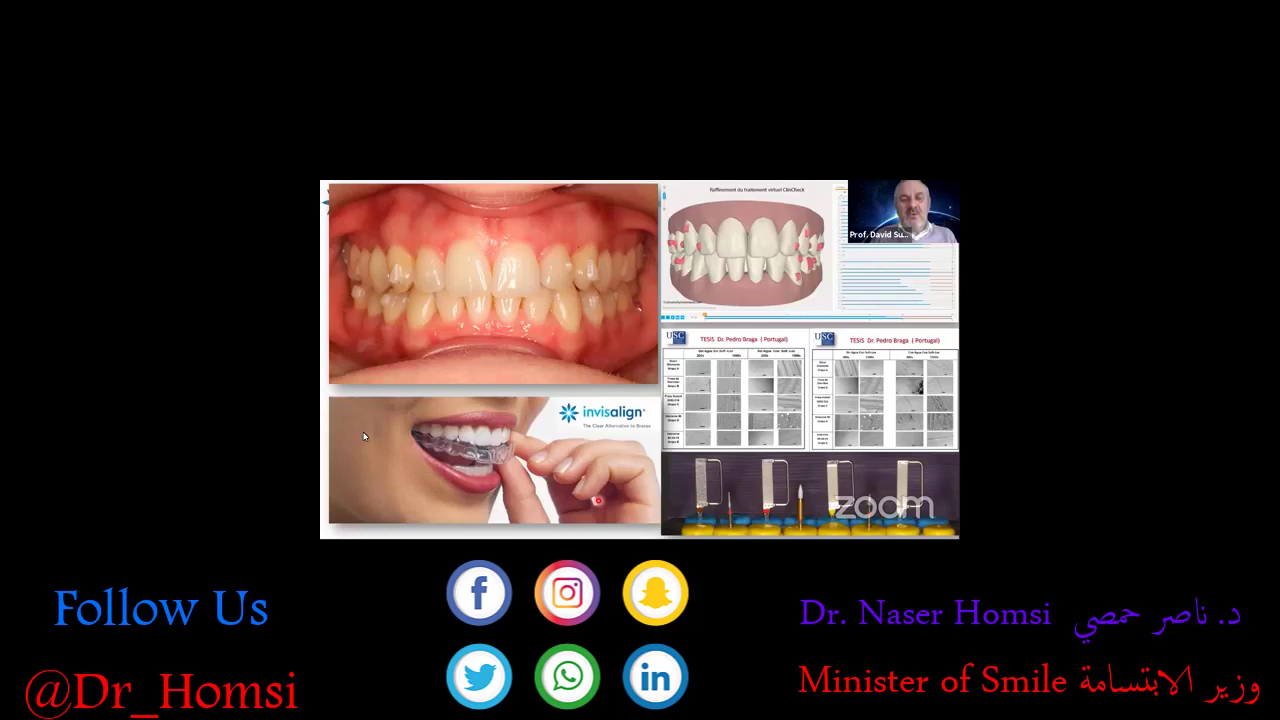 Raffinement du traitement virtuel ClinCheck
Prof. David Su...
invisalign
The Clear Alternative to Braces
USC
TESIS Dr. Pedro Braga ( Portugal)
USC
TESIS Dr. Pedro Braga ( Portugal)
zoom
Follow Us
@Dr_Homsi
Dr. Naser Homsi د. ناصر حمصي
Minister of Smile وزير الابتسامة